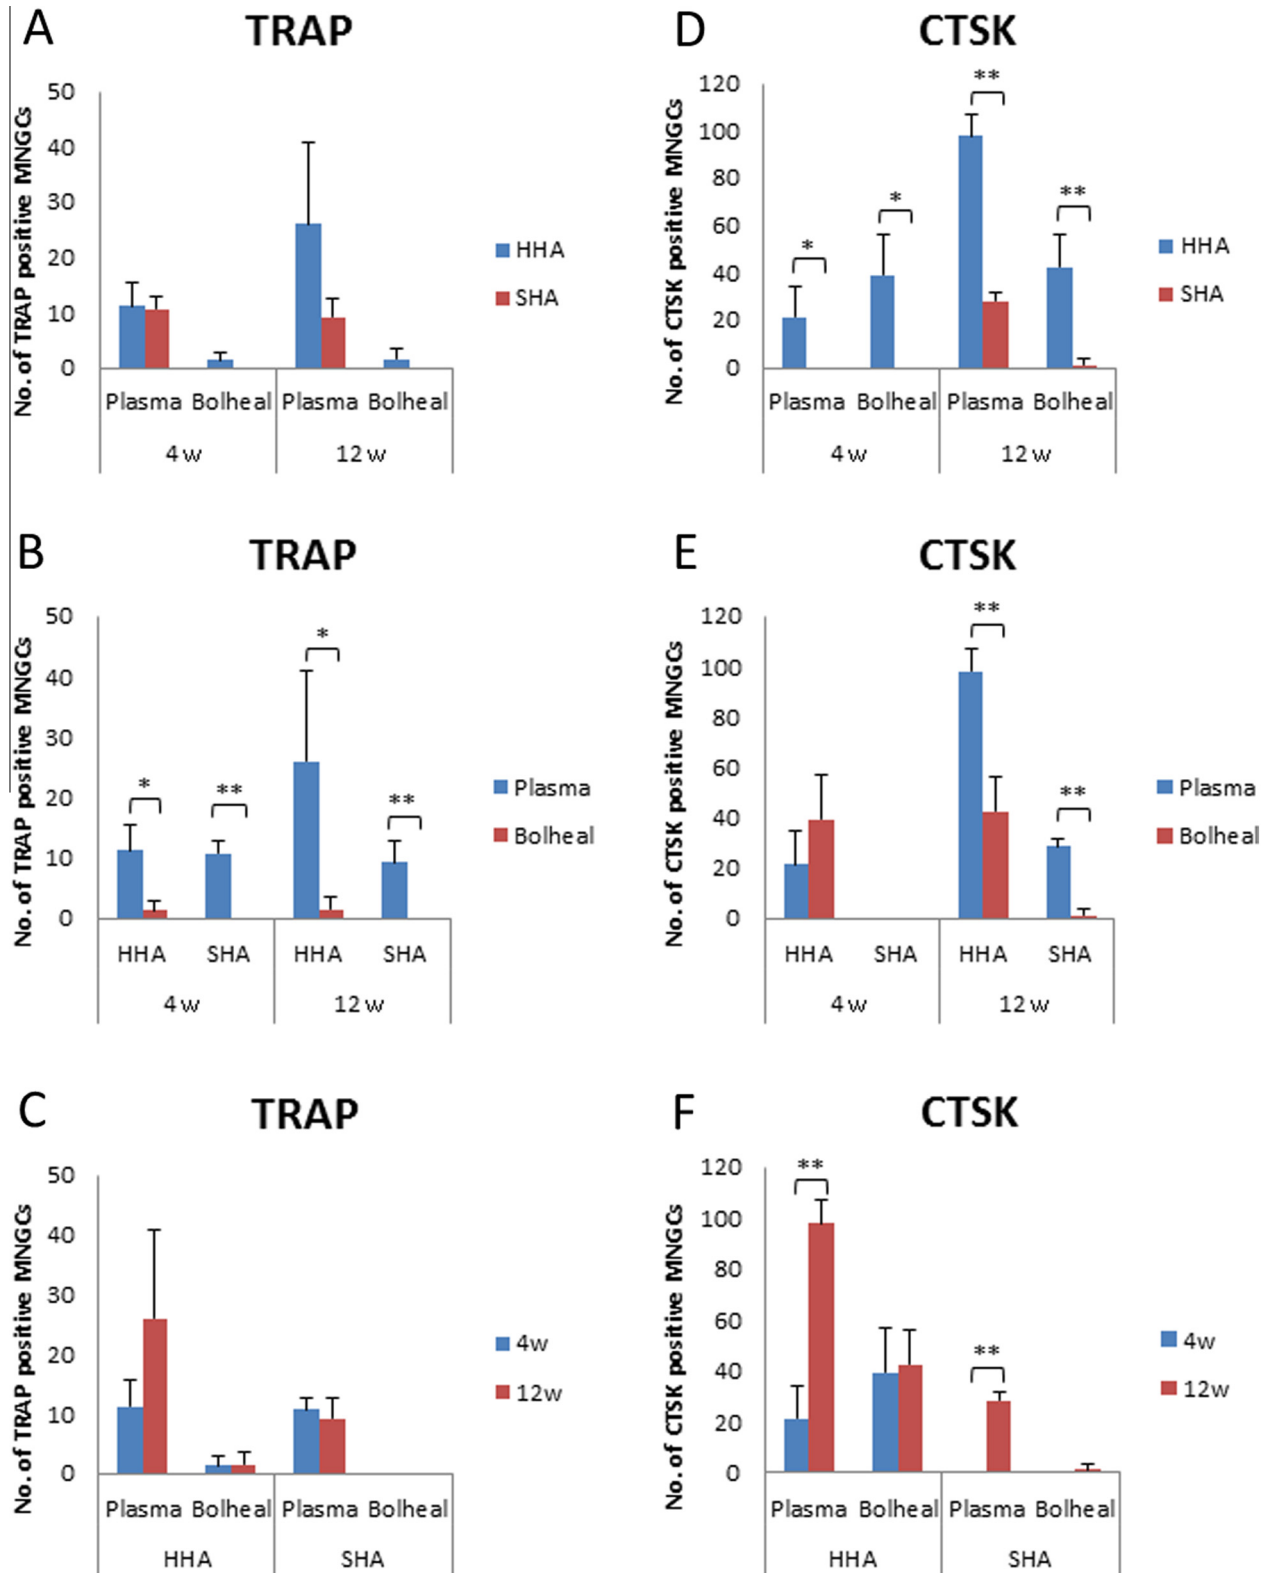 A
TRAP
No. of TRAP positive MNGCs
50
40
30
20
10
0
Plasma Bolheal Plasma Bolheal
4 w 12 w
HHA
SHA
D
CTSK
No. of CTSK positive MNGCs
120
100
80
60
40
20
0
* * ** **
Plasma Bolheal Plasma Bolheal
4 w 12 w
HHA
SHA
B
TRAP
No. of TRAP positive MNGCs
50
40
30
20
10
0
* ** * **
HHA SHA HHA SHA
4 w 12 w
Plasma
Bolheal
E
CTSK
No. of CTSK positive MNGCs
120
100
80
60
40
20
0
** **
HHA SHA HHA SHA
4 w 12 w
Plasma
Bolheal
C
TRAP
No. of TRAP positive MNGCs
50
40
30
20
10
0
Plasma Bolheal Plasma Bolheal
HHA SHA
4w
12w
F
CTSK
No. of CTSK positive MNGCs
120
100
80
60
40
20
0
** **
Plasma Bolheal Plasma Bolheal
HHA SHA
4w
12w